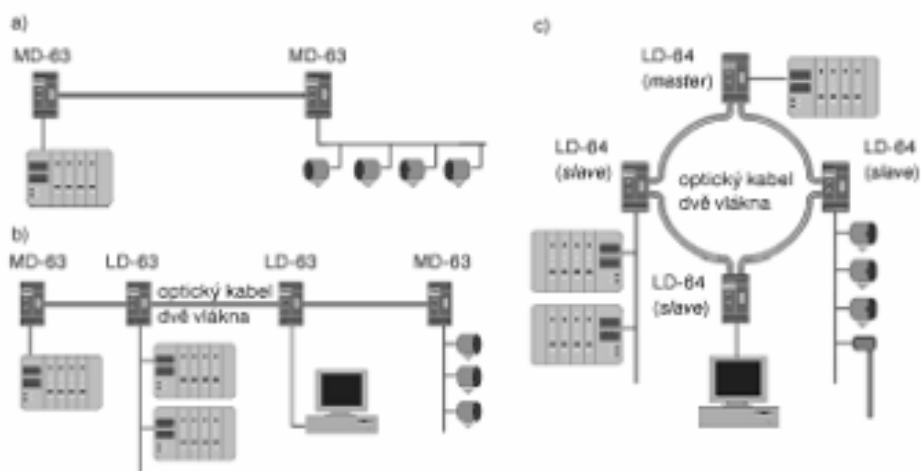 a)
MD-63
MD-63
b)
MD-63
LD-63
LD-63
MD-63
optický kabel
dvě vlákna
c)
LD-64
(master)
LD-64
(slave)
LD-64
(slave)
optický kabel
dvě vlákna
LD-64
(slave)